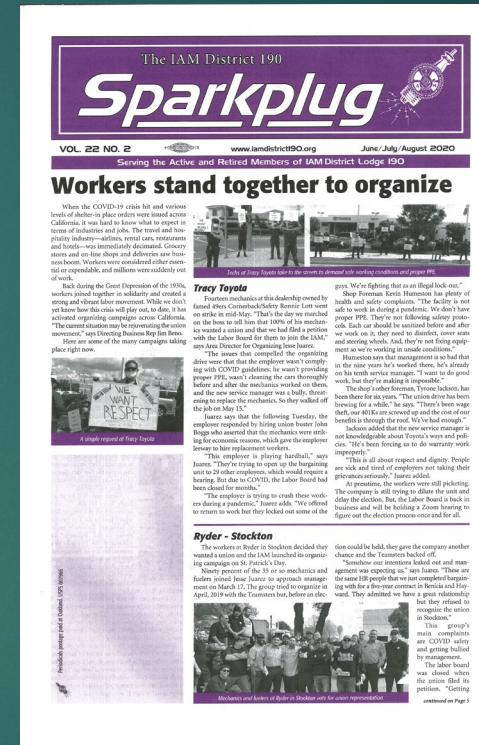 The IAM District 190
Sparkplug
VOL. 22 NO. 2
www.iamdistrict190.org
June/July/August 2020
Serving the Active and Retired Members of IAM District Lodge 190
Workers stand together to organize
When the COVID-19 crisis hit and various
levels of shelter-in place orders were issued across
California, it was hard to know what to expect in
terms of industries and jobs. The travel and hos-
pitality industry—airlines, rental cars, restaurants
and hotels—was immediately decimated. Grocery
stores and on-line shops and deliveries saw busi-
ness boom. Workers were considered either essen-
tial or expendable, and millions were suddenly out
of work.
Back during the Great Depression of the 1930s,
workers joined together in solidarity and created a
strong and vibrant labor movement. While we don't
yet know how this crisis will play out, to date, it has
activated organizing campaigns across California.
"The current situation may be rejuvenating the union
movement," says Directing Business Rep Jim Beno.
Here are some of the many campaigns taking
place right now.
WANT
RESPECT
A simple request at Tracy Toyota
Periodicals postage paid at Oakland. USPS 001986
Techs at Tracy Toyota take to the streets to demand safe working conditions and proper PPE.
Tracy Toyota
Fourteen mechanics at this dealership owned by
famed 49ers Cornerback/Safety Ronnie Lott went
on strike in mid-May. "That's the day we marched
on the boss to tell him that 100% of his mechan-
ics wanted a union and that we had filed a petition
with the Labor Board for them to join the IAM,"
says Area Director for Organizing Jesse Juarez.
"The issues that compelled the organizing
drive were that the employer wasn't comply-
ing with COVID guidelines; he wasn't providing
proper PPE, wasn't cleaning the cars thoroughly
before and after the mechanics worked on them,
and the new service manager was a bully, threat-
ening to replace the mechanics. So they walked off
the job on May 15."
Juarez says that the following Tuesday, the
employer responded by hiring union buster John
Boggs who asserted that the mechanics were strik-
ing for economic reasons, which gave the employer
leeway to hire replacement workers.
"This employer is playing hardball," says
Juarez. "They're trying to open up the bargaining
unit to 29 other employees, which would require a
hearing. But due to COVID, the Labor Board had
been closed for months."
"The employer is trying to crush these work-
ers during a pandemic," Juarez adds. "We offered
to return to work but they locked out some of the
guys. We're fighting that as an illegal lock-out."
Shop Foreman Kevin Humeston has plenty of
health and safety complaints. "The facility is not
safe to work in during a pandemic. We don't have
proper PPE. They're not following safety proto-
cols. Each car should be sanitized before and after
we work on it; they need to disinfect, cover seats
and steering wheels. And, they're not fixing equip-
ment so we're working in unsafe conditions."
Humeston says that management is so bad that
in the nine years he's worked there, he's already
on his tenth service manager. "I want to do good
work, but they're making it impossible."
The shop's other foreman, Tyrone Jackson, has
been there for six years. "The union drive has been
brewing for a while," he says. "There's been wage
theft, our 401Ks are screwed up and the cost of our
benefits is through the roof. We've had enough."
Jackson added that the new service manager is
not knowledgeable about Toyota's ways and poli-
cies. "He's been forcing us to do warranty work
improperly."
"This is all about respect and dignity. People
are sick and tired of employers not taking their
grievances seriously," Juarez added.
At presstime, the workers were still picketing.
The company is still trying to dilute the unit and
delay the election. But, the Labor Board is back in
business and will be holding a Zoom hearing to
figure out the election process once and for all.
Ryder - Stockton
The workers at Ryder in Stockton decided they
wanted a union and the IAM launched its organiz-
ing campaign on St. Patrick's Day.
Ninety percent of the 35 or so mechanics and
fuelers joined Jesse Juarez to approach manage-
ment on March 17. The group tried to organize in
April, 2019 with the Teamsters but, before an elec-
tion could be held, they gave the company another
chance and the Teamsters backed off.
"Somehow our intentions leaked out and man-
agement was expecting us," says Juarez. "These are
the same HR people that we just completed bargain-
ing with for a five-year contract in Benicia and Hay-
ward. They admitted we have a great relationship
but they refused to
recognize the union
in Stockton."
This group's
main complaints
are COVID safety
and getting bullied
by management.
The labor board
was closed when
the union filed its
petition. "Getting
continued on Page 5
Mechanics and fuelers at Ryder in Stockton vote for union representation.